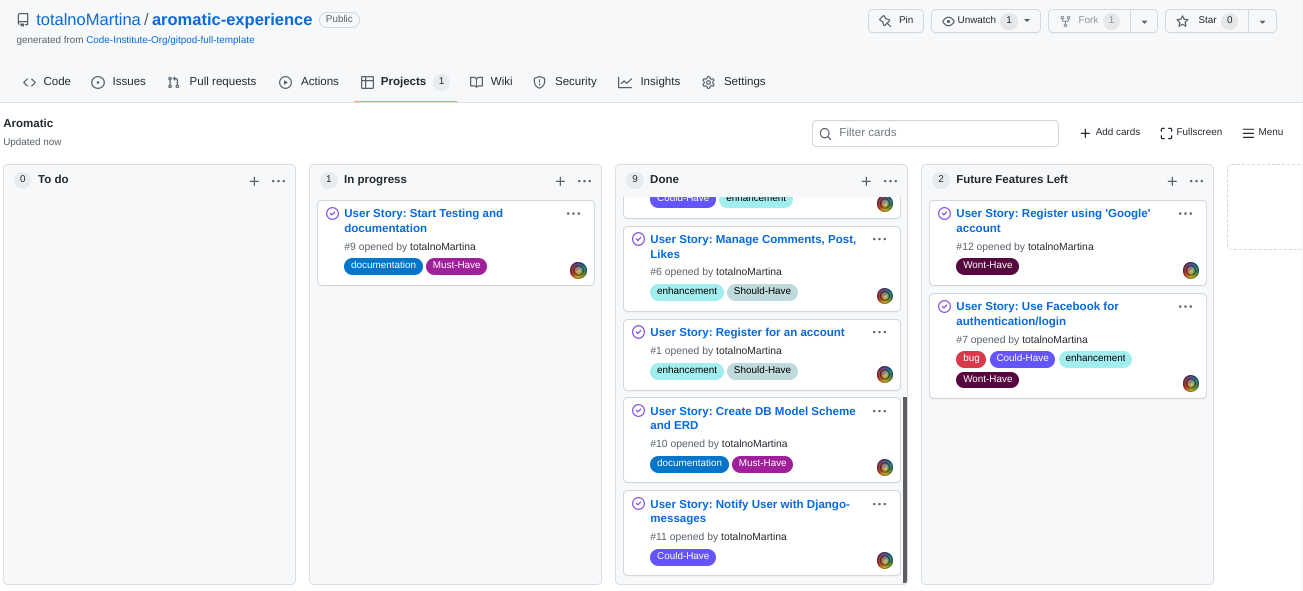 totalnoMartina / aromatic-experience Public
Pin
Unwatch 1
Fork 1
Star 0
generated from Code-Institute-Org/gitpod-full-template
Code
Issues
Pull requests
Actions
Projects 1
Wiki
Security
Insights
Settings
Aromatic
Updated now
Filter cards
Add cards
Fullscreen
Menu
0 To do
1 In progress
User Story: Start Testing and
documentation
#9 opened by totalnoMartina
documentation Must-Have
9 Done
Could-Have enhancement
User Story: Manage Comments, Post,
Likes
#6 opened by totalnoMartina
enhancement Should-Have
User Story: Register for an account
#1 opened by totalnoMartina
enhancement Should-Have
User Story: Create DB Model Scheme
and ERD
#10 opened by totalnoMartina
documentation Must-Have
User Story: Notify User with Django-
messages
#11 opened by totalnoMartina
Could-Have
2 Future Features Left
User Story: Register using 'Google'
account
#12 opened by totalnoMartina
Wont-Have
User Story: Use Facebook for
authentication/login
#7 opened by totalnoMartina
bug Could-Have enhancement
Wont-Have